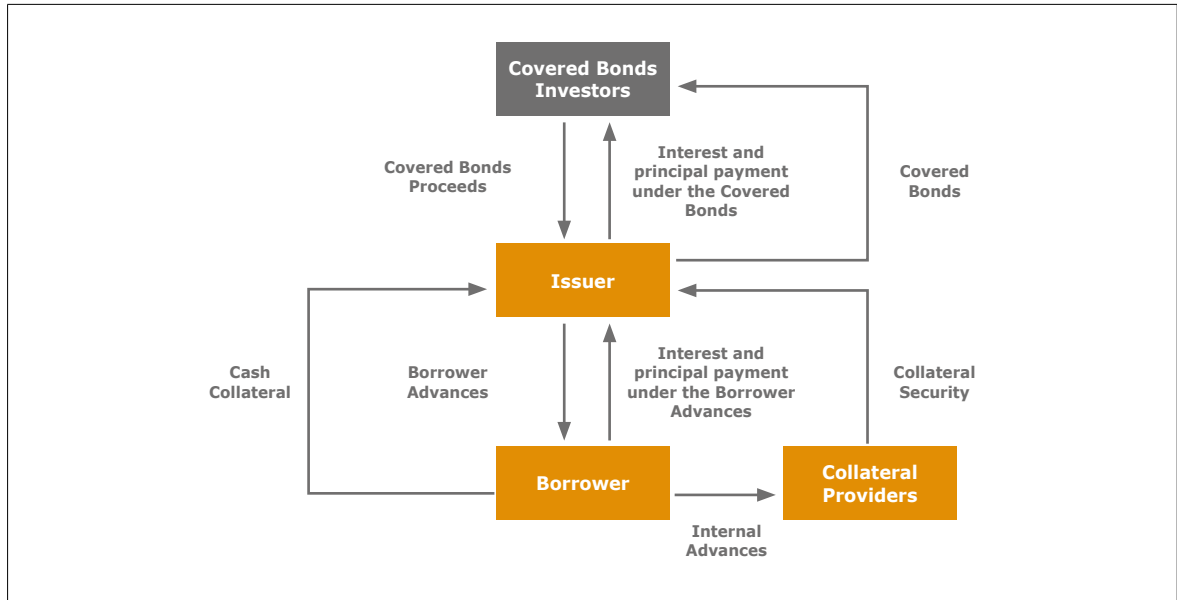 Covered Bonds
Investors
Covered Bonds
Proceeds
Interest and
principal payment
under the Covered
Bonds
Covered
Bonds
Issuer
Cash
Collateral
Borrower
Advances
Interest and
principal payment
under the Borrower
Advances
Collateral
Security
Borrower
Collateral
Providers
Internal
Advances